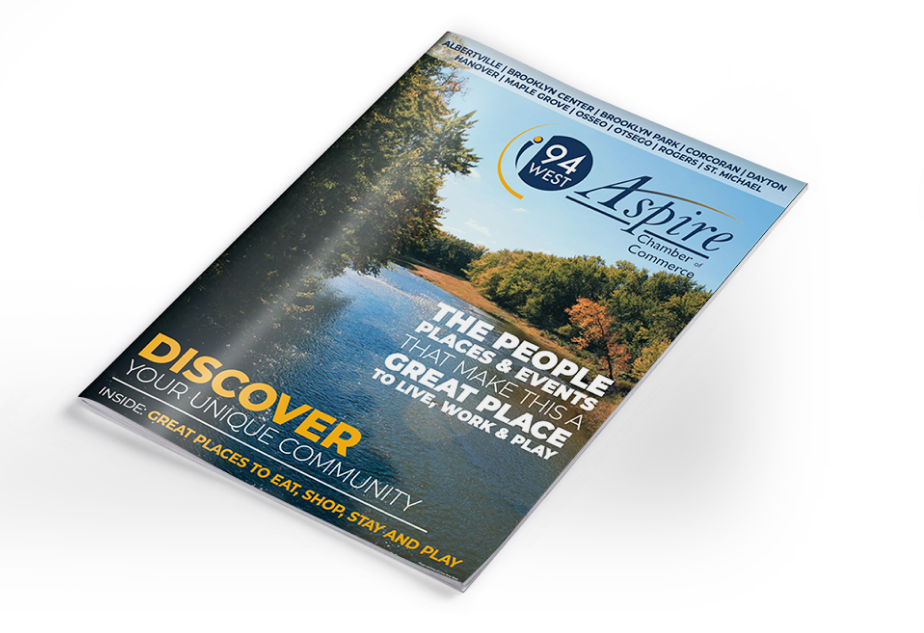 ALBERTVILLE | BROOKLYN CENTER | BROOKLYN PARK | CORCORAN | DAYTON
HANOVER | MAPLE GROVE | OSSEO | OTSEGO | ROGERS | ST. MICHAEL
i 94
WEST
Aspire
Chamber of
Commerce
THE PEOPLE
PLACES & EVENTS
THAT MAKE THIS A
GREAT PLACE
TO LIVE, WORK & PLAY
DISCOVER
YOUR UNIQUE COMMUNITY
INSIDE: GREAT PLACES TO EAT, SHOP, STAY AND PLAY